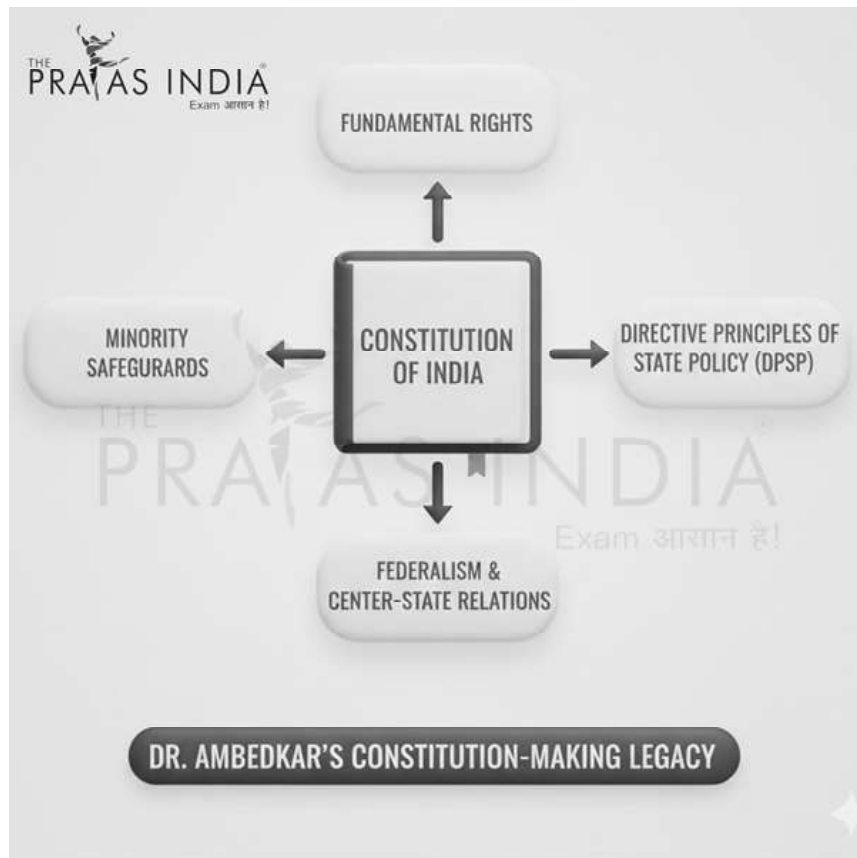 THE
PRAYAS INDIA®
Exam आसान है!
FUNDAMENTAL RIGHTS
MINORITY
SAFEGURARDS
CONSTITUTION
OF INDIA
DIRECTIVE PRINCIPLES OF
STATE POLICY (DPSP)
THE
PRAYAS INDIA®
Exam आसान है!
FEDERALISM &
CENTER-STATE RELATIONS
DR. AMBEDKAR'S CONSTITUTION-MAKING LEGACY